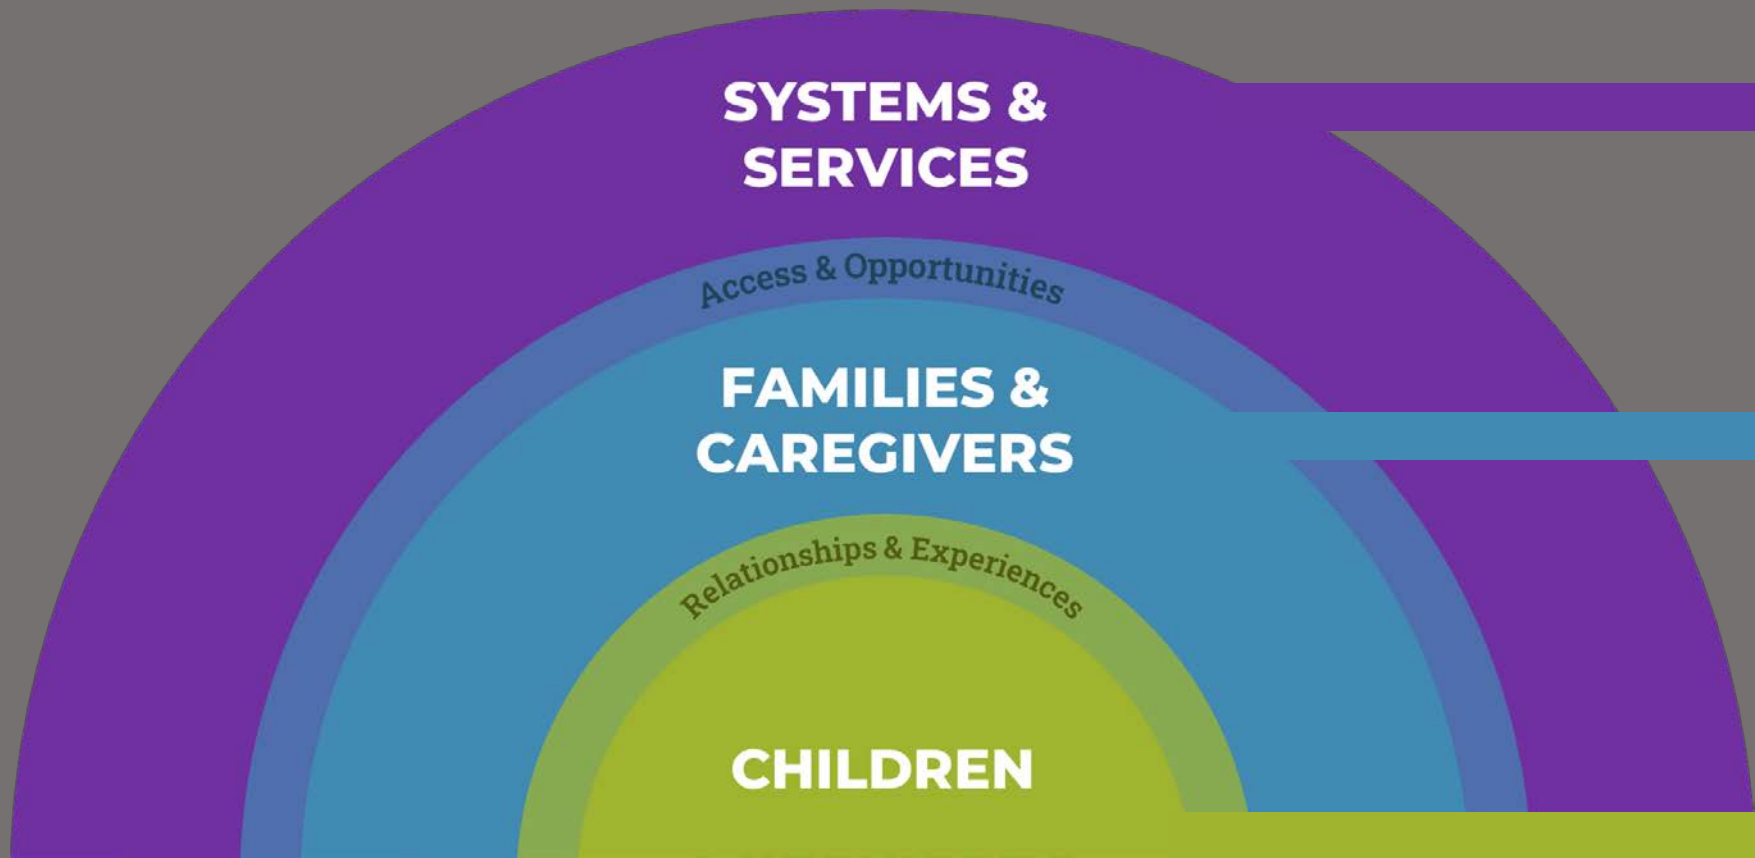 SYSTEMS &
SERVICES
Access & Opportunities
FAMILIES &
CAREGIVERS
Relationships & Experiences
CHILDREN